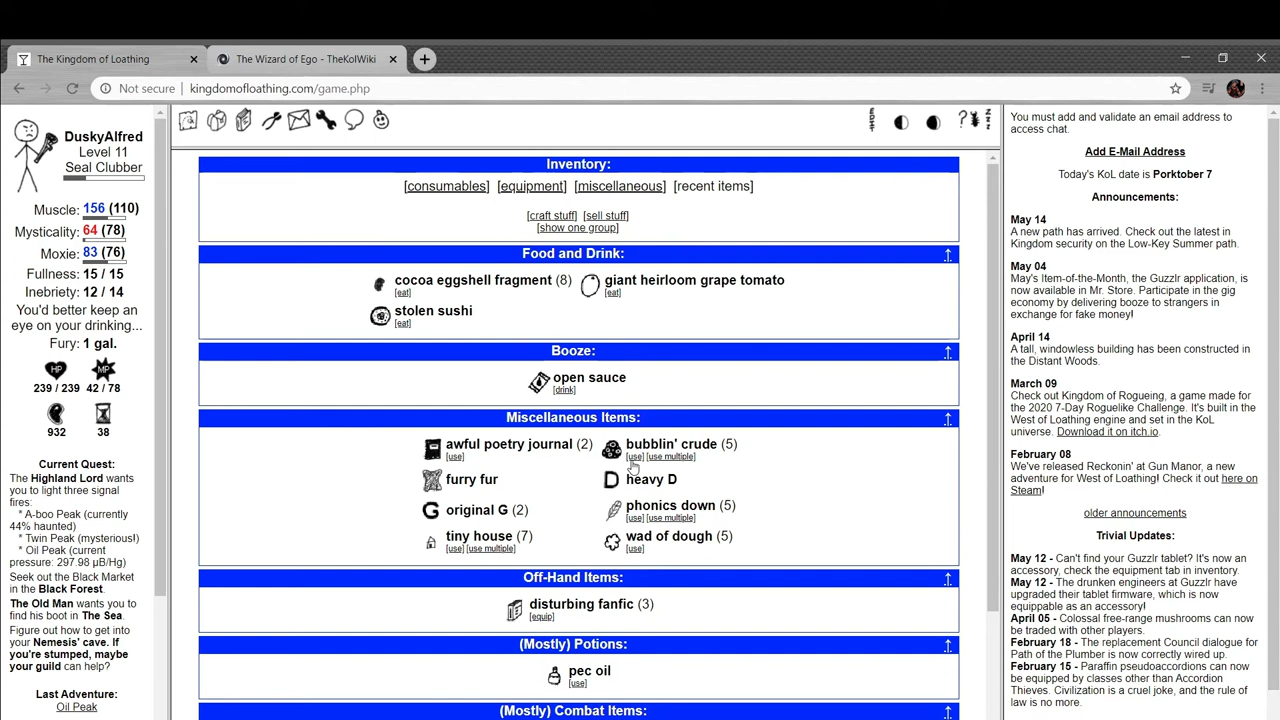 The Kingdom of Loathing
The Wizard of Ego - TheKolWiki
Not secure | kingdomofloathing.com/game.php
DuskyAlfred
Level 11
Seal Clubber
Muscle: 156 (110)
Mysticality: 64 (78)
Moxie: 83 (76)
Fullness: 15 / 15
Inebriety: 12 / 14
You'd better keep an
eye on your drinking...
Fury: 1 gal.
HP MP
239 / 239 42 / 78
932 38
Current Quest:
The Highland Lord wants
you to light three signal
fires:
* A-boo Peak (currently
44% haunted)
* Twin Peak (mysterious!)
* Oil Peak (current
pressure: 297.98 µB/Hg)
Seek out the Black Market
in the Black Forest.
The Old Man wants you to
find his boot in The Sea.
Figure out how to get into
your Nemesis' cave. If
you're stumped, maybe
your guild can help?
Last Adventure:
Oil Peak
EDIT
? Zzz
Inventory:
[consumables] [equipment] [miscellaneous] [recent items]
[craft stuff] [sell stuff]
[show one group]
Food and Drink:
cocoa eggshell fragment (8) giant heirloom grape tomato
[eat] [eat]
stolen sushi
[eat]
Booze:
open sauce
[drink]
Miscellaneous Items:
awful poetry journal (2) bubblin' crude (5)
[use] [use] [use multiple]
furry fur D heavy D
G original G (2) phonics down (5)
[use] [use multiple]
tiny house (7) wad of dough (5)
[use] [use multiple] [use]
Off-Hand Items:
disturbing fanfic (3)
[equip]
(Mostly) Potions:
pec oil
[use]
(Mostly) Combat Items:
You must add and validate an email address to
access chat.
Add E-Mail Address
Today's KoL date is Porktober 7
Announcements:
May 14
A new path has arrived. Check out the latest in
Kingdom security on the Low-Key Summer path.
May 04
May's Item-of-the-Month, the Guzzlr application, is
now available in Mr. Store. Participate in the gig
economy by delivering booze to strangers in
exchange for fake money!
April 14
A tall, windowless building has been constructed in
the Distant Woods.
March 09
Check out Kingdom of Rogueing, a game made for
the 2020 7-Day Roguelike Challenge. It's built in the
West of Loathing engine and set in the KoL
universe. Download it on itch.io.
February 08
We've released Reckonin' at Gun Manor, a new
adventure for West of Loathing! Check it out here on
Steam!
older announcements
Trivial Updates:
May 12 - Can't find your Guzzlr tablet? It's now an
accessory, check the equipment tab in inventory.
May 12 - The drunken engineers at Guzzlr have
upgraded their tablet firmware, which is now
equippable as an accessory!
April 05 - Colossal free-range mushrooms can now
be traded with other players.
February 18 - The replacement Council dialogue for
Path of the Plumber is now correctly wired up.
February 15 - Paraffin pseudoaccordions can now
be equipped by classes other than Accordion
Thieves. Civilization is a cruel joke, and the rule of
law is no more.